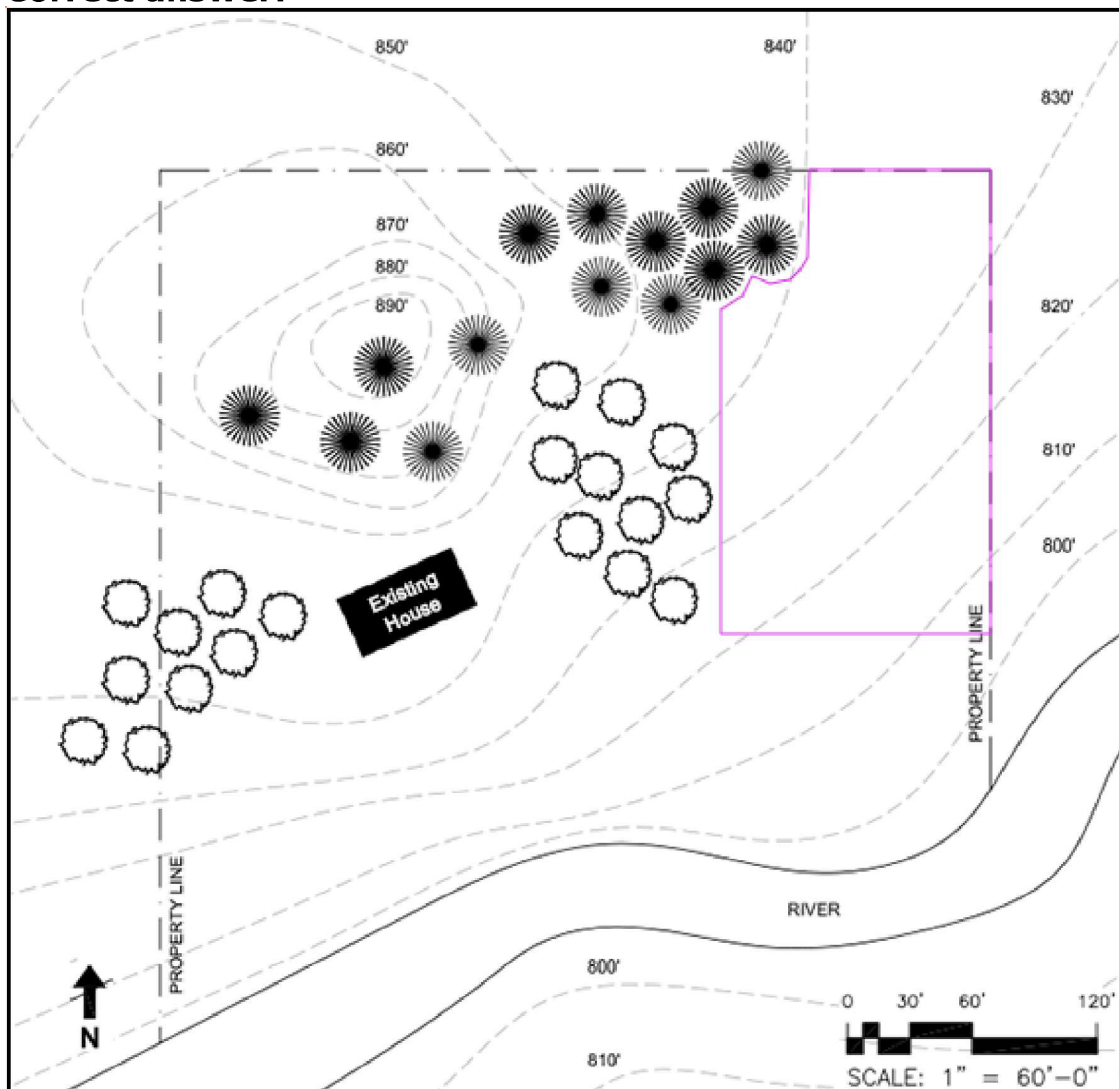 850'
840'
830'
860'
870'
880'
890'
820'
810'
800'
Existing
House
PROPERTY LINE
PROPERTY LINE
RIVER
800'
810'
N
0 30' 60' 120'
SCALE: 1" = 60'-0"